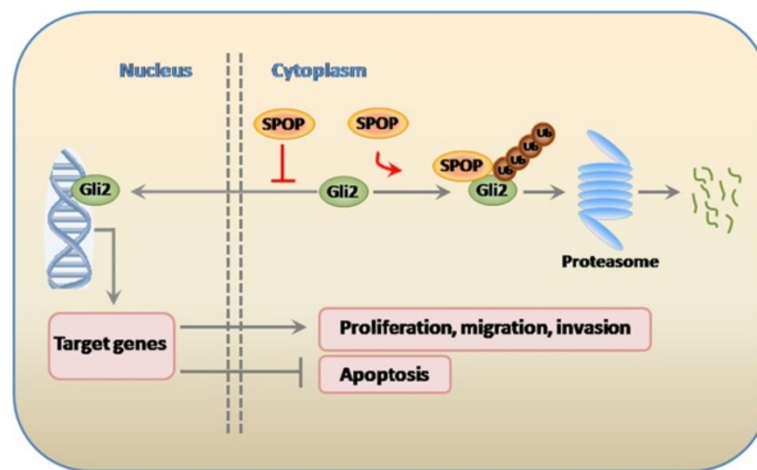 Nucleus
Cytoplasm
SPOP
SPOP
Gli2
Gli2
SPOP
Gli2
Ub
Ub
Ub
Ub
Proteasome
Target genes
Proliferation, migration, invasion
Apoptosis